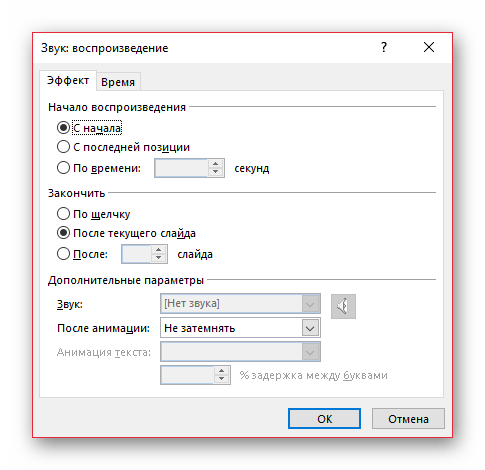 Звук: воспроизведение
?
Эффект Время
Начало воспроизведения
С начала
С последней позиции
По времени: секунд
Закончить
По щелчку
После текущего слайда
После: слайда
Дополнительные параметры
Звук: [Нет звука]
После анимации: Не затемнять
Анимация текста:
% задержка между буквами
ОК Отмена